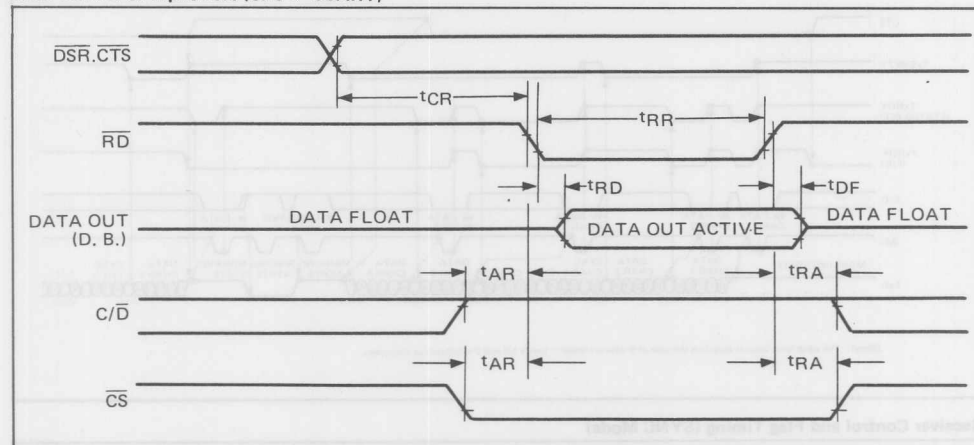 DSR.CTS
tCR
RD
tRR
tRD
tDF
DATA OUT
(D. B.)
DATA FLOAT
DATA OUT ACTIVE
DATA FLOAT
tAR
tRA
C/D
tAR
tRA
CS